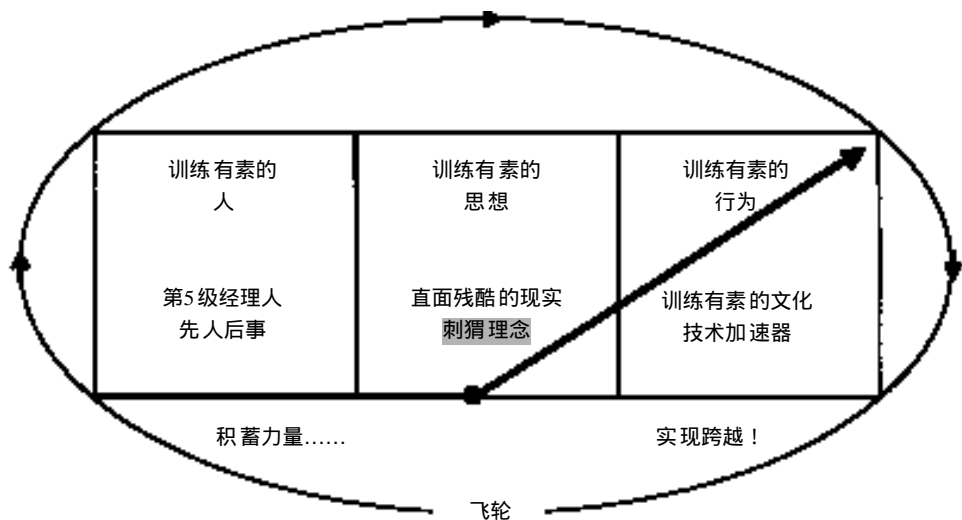 训练有素的
人
训练有素的
思想
训练有素的
行为
第5级经理人
先人后事
直面残酷的现实
刺猬理念
训练有素的文化
技术加速器
积蓄力量……
实现跨越！
飞轮